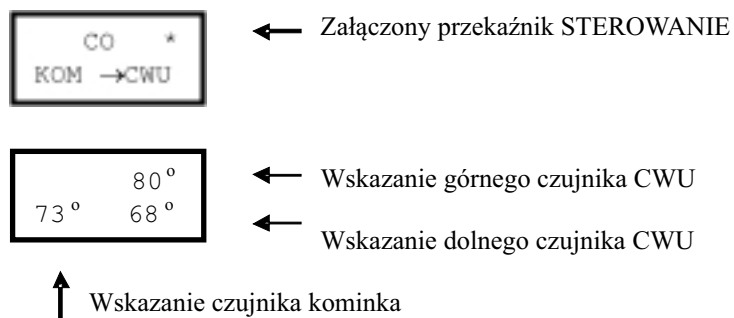 CO * Załączony przekaźnik STEROWANIE
KOM →CWU
80° Wskazanie górnego czujnika CWU
73° 68°
Wskazanie dolnego czujnika CWU
Wskazanie czujnika kominka